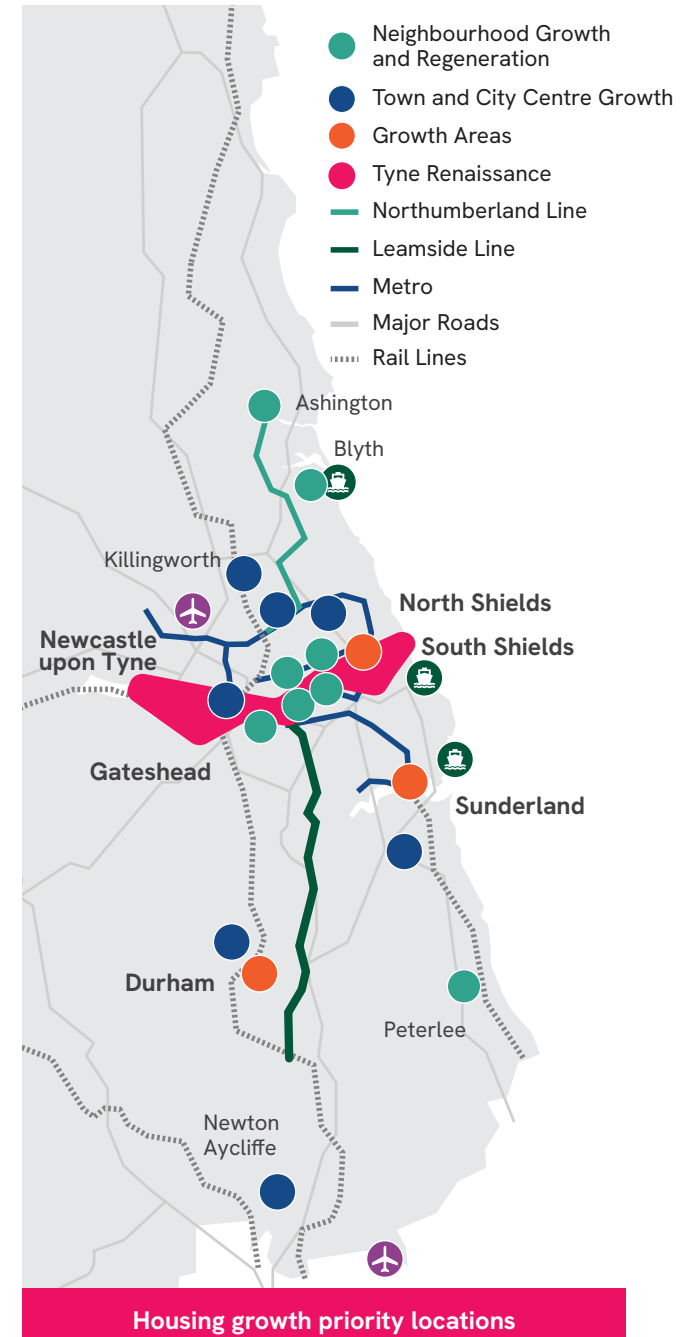 Neighbourhood Growth
and Regeneration
Town and City Centre Growth
Growth Areas
Tyne Renaissance
Northumberland Line
Leamside Line
Metro
Major Roads
Rail Lines
Ashington
Blyth
Killingworth
North Shields
Newcastle
upon Tyne
South Shields
Gateshead
Sunderland
Durham
Peterlee
Newton
Aycliffe
Housing growth priority locations